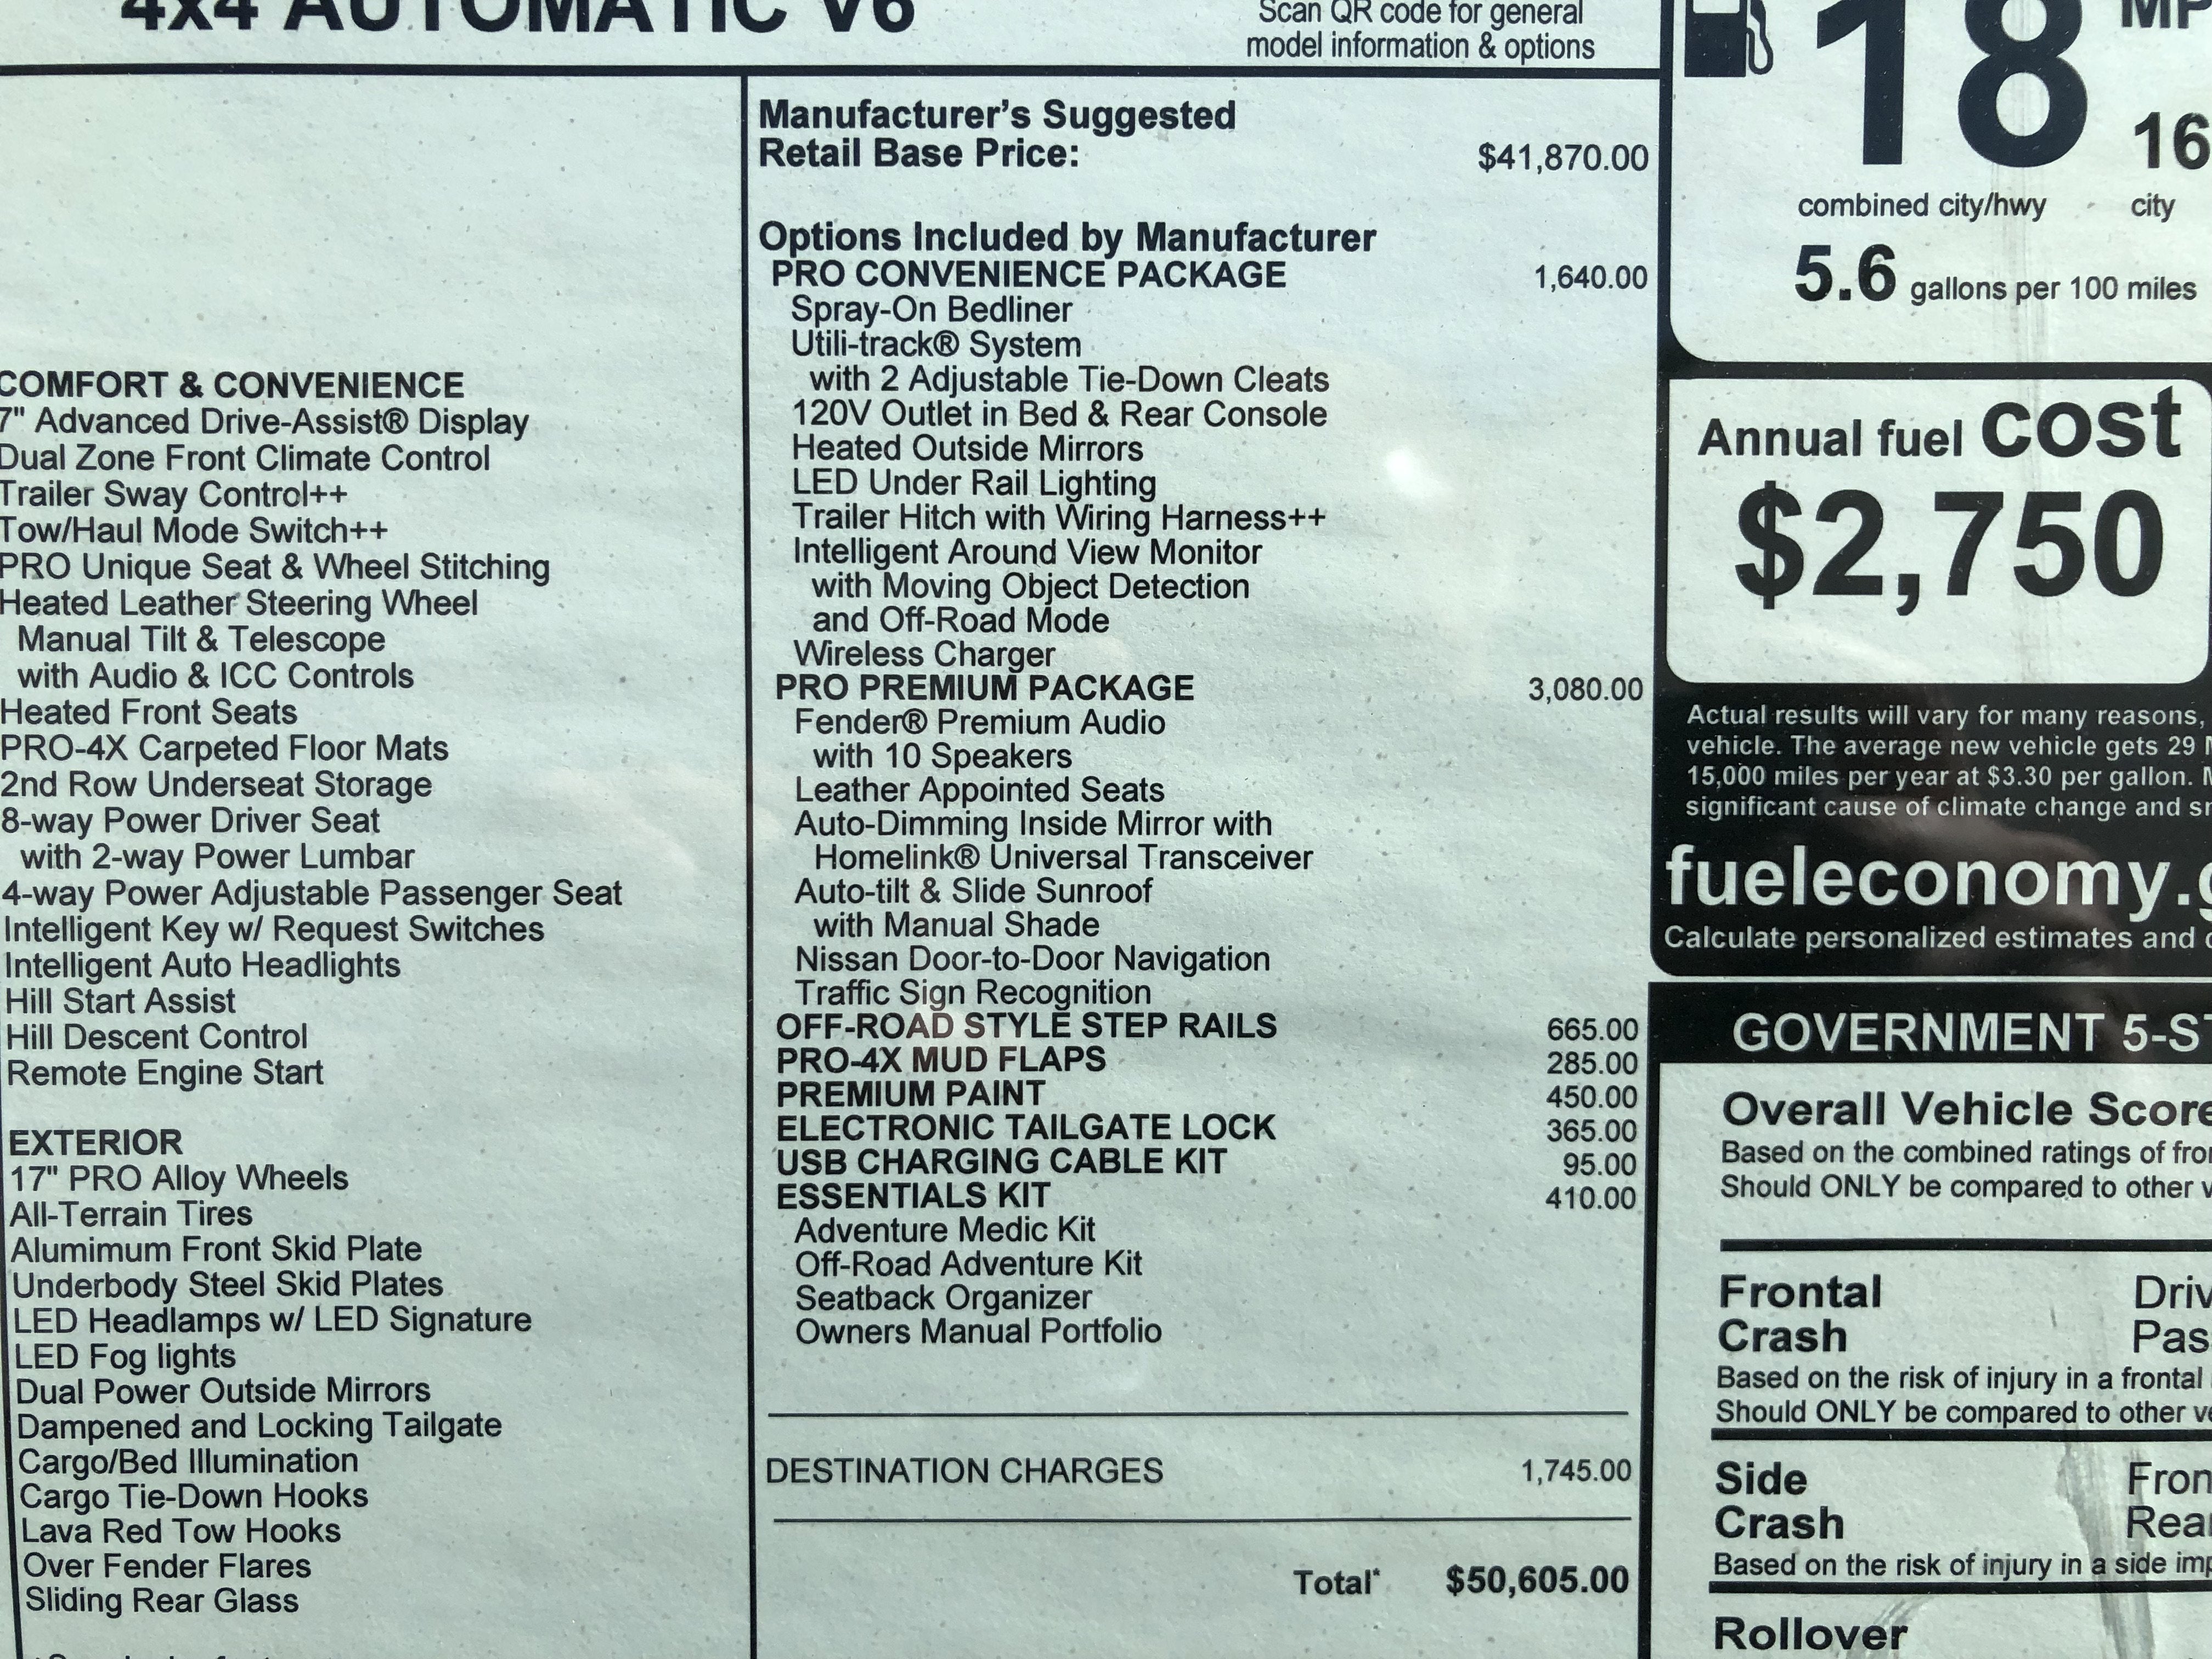 4x4 AUTOMATIC V6
Scan QR code for general
model information & options
COMFORT & CONVENIENCE
7" Advanced Drive-Assist® Display
Dual Zone Front Climate Control
Trailer Sway Control++
Tow/Haul Mode Switch++
PRO Unique Seat & Wheel Stitching
Heated Leather Steering Wheel
Manual Tilt & Telescope
with Audio & ICC Controls
Heated Front Seats
PRO-4X Carpeted Floor Mats
2nd Row Underseat Storage
8-way Power Driver Seat
with 2-way Power Lumbar
4-way Power Adjustable Passenger Seat
Intelligent Key w/ Request Switches
Intelligent Auto Headlights
Hill Start Assist
Hill Descent Control
Remote Engine Start
EXTERIOR
17" PRO Alloy Wheels
All-Terrain Tires
Alumimum Front Skid Plate
Underbody Steel Skid Plates
LED Headlamps w/ LED Signature
LED Fog lights
Dual Power Outside Mirrors
Dampened and Locking Tailgate
Cargo/Bed Illumination
Cargo Tie-Down Hooks
Lava Red Tow Hooks
Over Fender Flares
Sliding Rear Glass
Manufacturer's Suggested
Retail Base Price: $41,870.00
Options Included by Manufacturer
PRO CONVENIENCE PACKAGE 1,640.00
Spray-On Bedliner
Utili-track® System
with 2 Adjustable Tie-Down Cleats
120V Outlet in Bed & Rear Console
Heated Outside Mirrors
LED Under Rail Lighting
Trailer Hitch with Wiring Harness++
Intelligent Around View Monitor
with Moving Object Detection
and Off-Road Mode
Wireless Charger
PRO PREMIUM PACKAGE 3,080.00
Fender® Premium Audio
with 10 Speakers
Leather Appointed Seats
Auto-Dimming Inside Mirror with
Homelink® Universal Transceiver
Auto-tilt & Slide Sunroof
with Manual Shade
Nissan Door-to-Door Navigation
Traffic Sign Recognition
OFF-ROAD STYLE STEP RAILS 665.00
PRO-4X MUD FLAPS 285.00
PREMIUM PAINT 450.00
ELECTRONIC TAILGATE LOCK 365.00
USB CHARGING CABLE KIT 95.00
ESSENTIALS KIT 410.00
Adventure Medic Kit
Off-Road Adventure Kit
Seatback Organizer
Owners Manual Portfolio
DESTINATION CHARGES 1,745.00
Total* $50,605.00
18 MP
16
combined city/hwy city
5.6 gallons per 100 miles
Annual fuel cost
$2,750
Actual results will vary for many reasons,
vehicle. The average new vehicle gets 29
15,000 miles per year at $3.30 per gallon.
significant cause of climate change and
fueleconomy.g
Calculate personalized estimates and
GOVERNMENT 5-S
Overall Vehicle Score
Based on the combined ratings of
Should ONLY be compared to other
Frontal Driv
Crash Pas
Based on the risk of injury in a frontal
Should ONLY be compared to other
Side Fron
Crash Rea
Based on the risk of injury in a side
Rollover